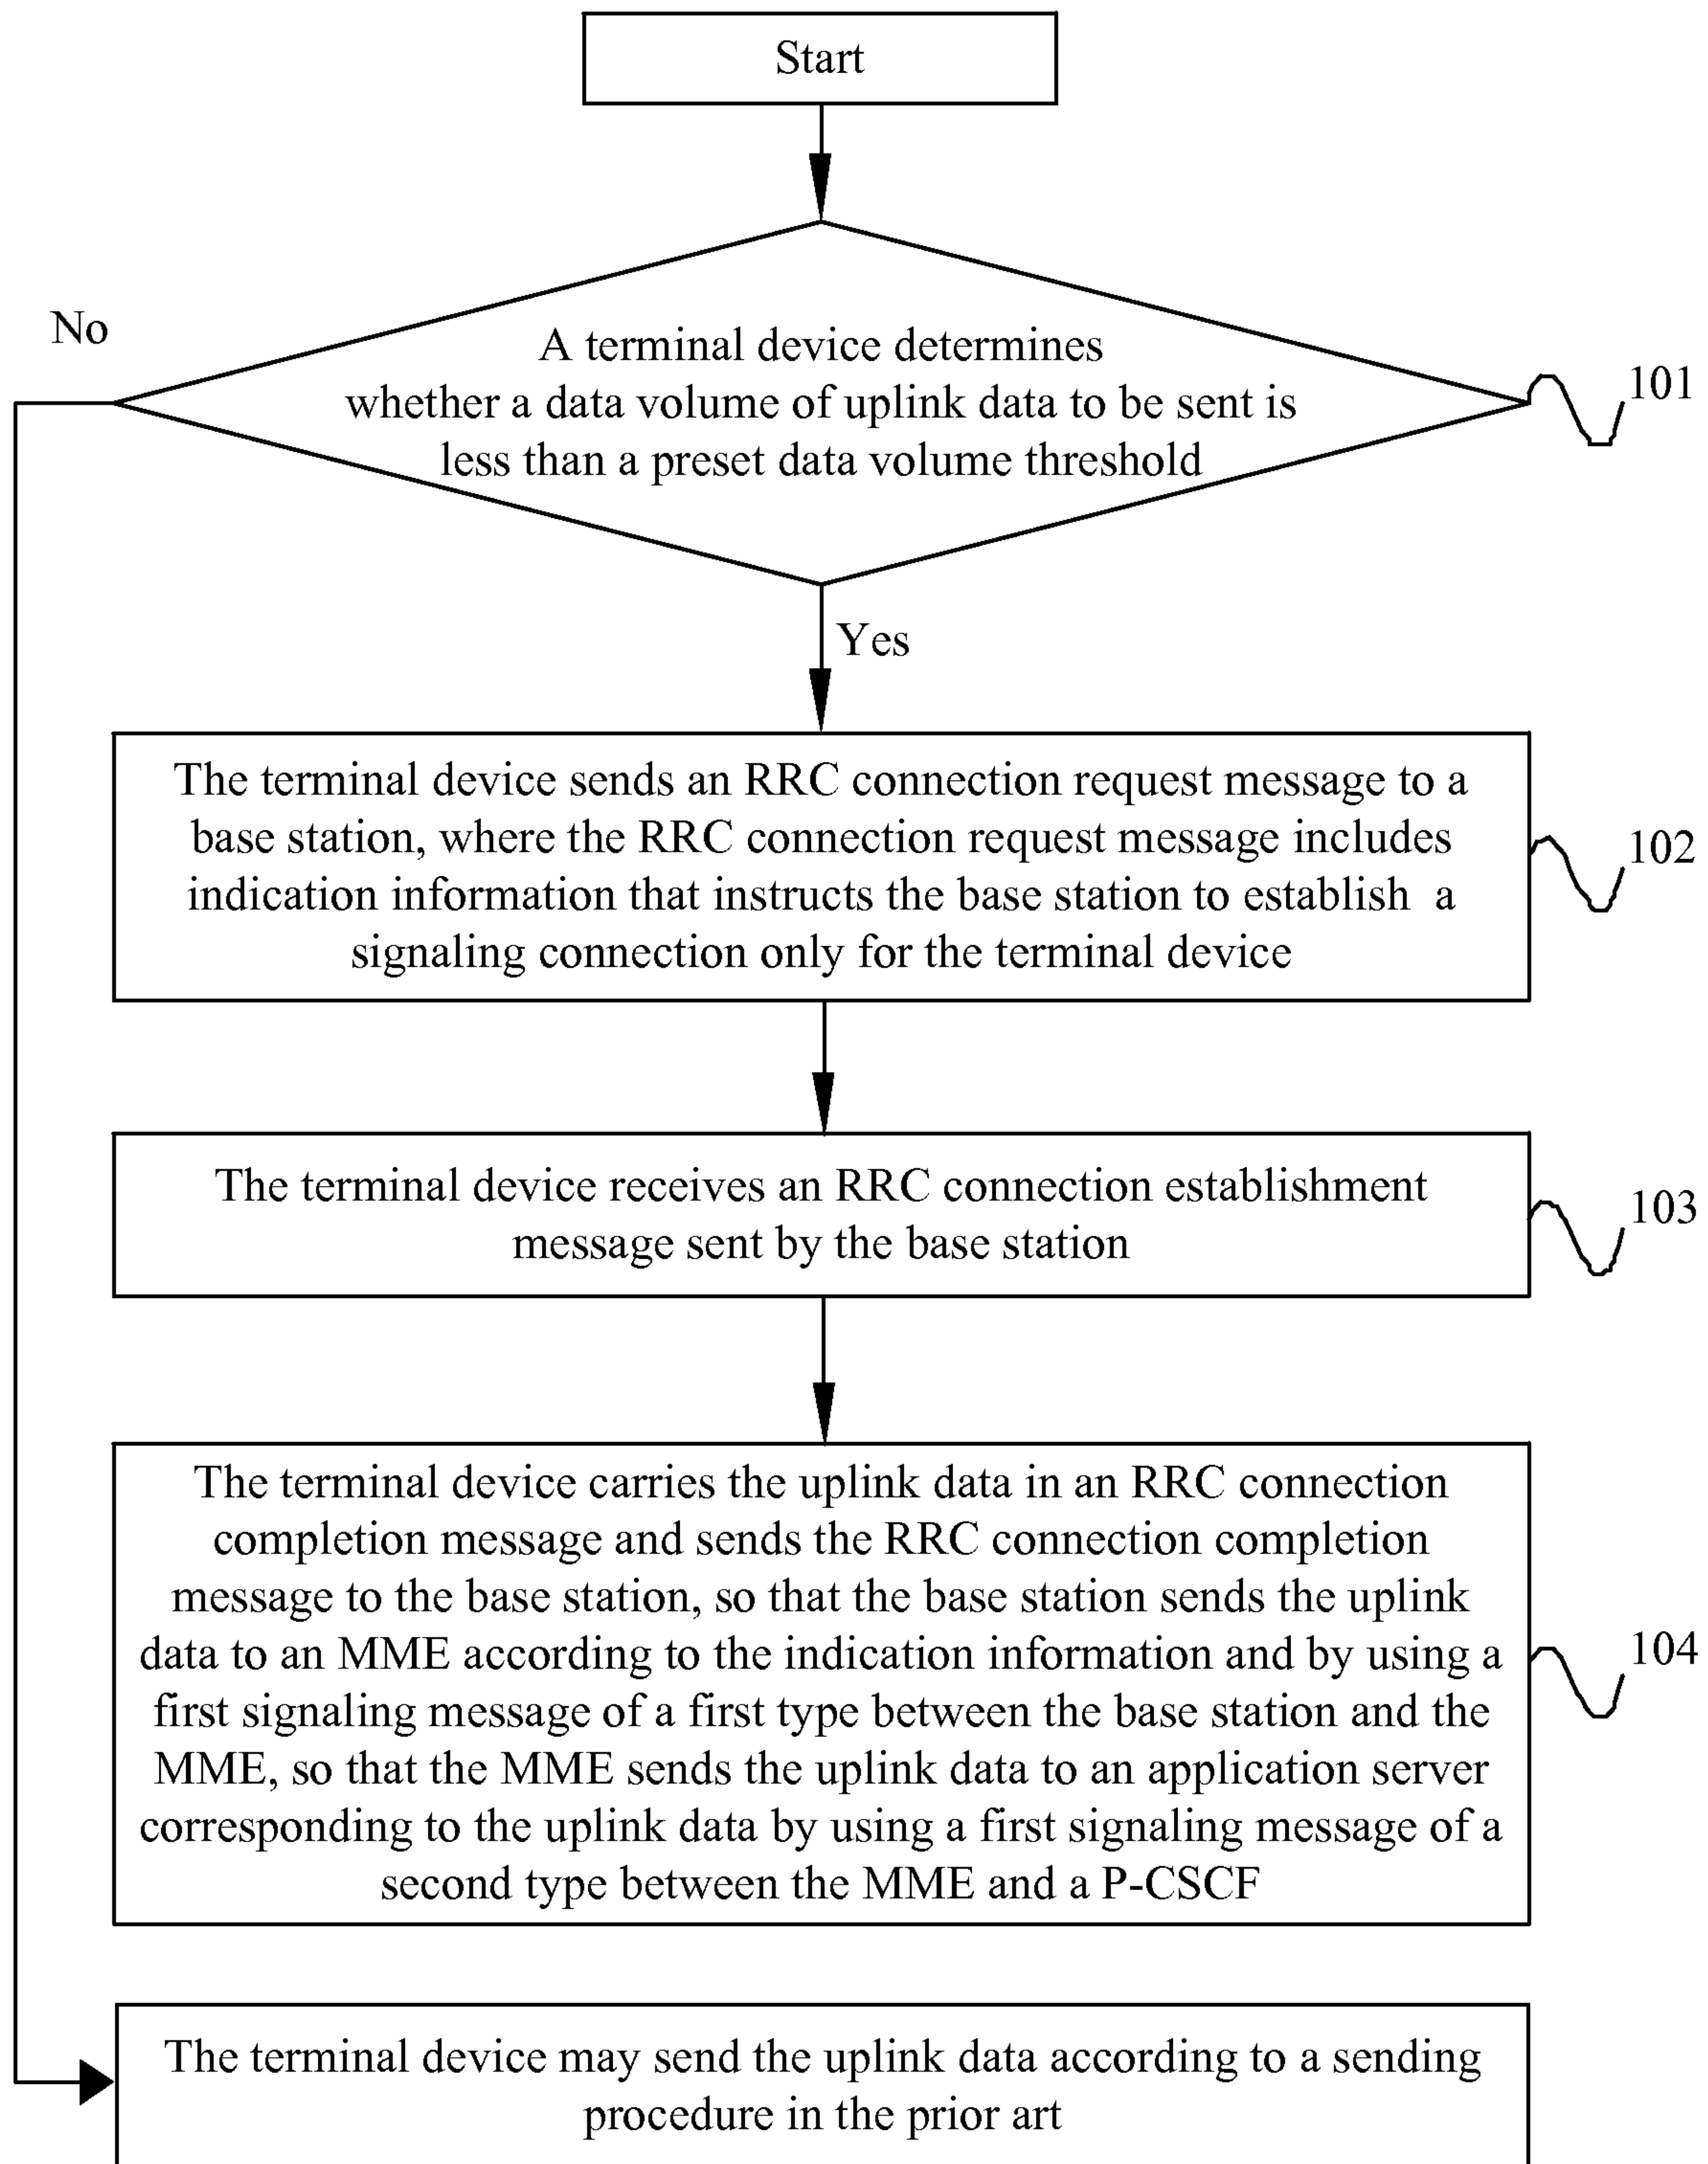 Start
No
A terminal device determines
whether a data volume of uplink data to be sent is
less than a preset data volume threshold
101
Yes
The terminal device sends an RRC connection request message to a
base station, where the RRC connection request message includes
indication information that instructs the base station to establish a
signaling connection only for the terminal device
102
The terminal device receives an RRC connection establishment
message sent by the base station
103
The terminal device carries the uplink data in an RRC connection
completion message and sends the RRC connection completion
message to the base station, so that the base station sends the uplink
data to an MME according to the indication information and by using a
first signaling message of a first type between the base station and the
MME, so that the MME sends the uplink data to an application server
corresponding to the uplink data by using a first signaling message of a
second type between the MME and a P-CSCF
104
The terminal device may send the uplink data according to a sending
procedure in the prior art